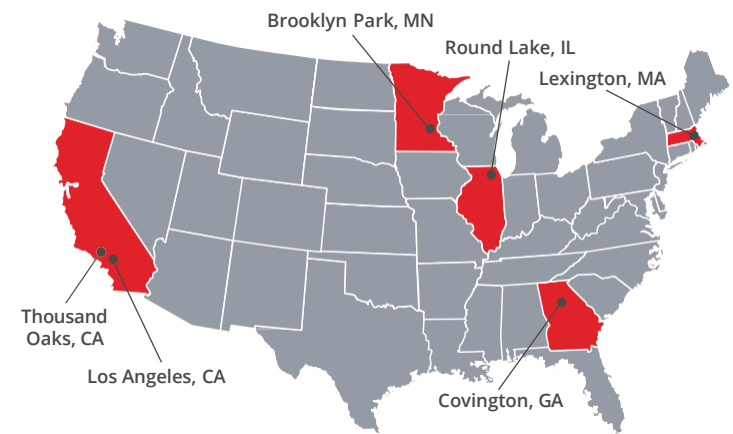 Brooklyn Park, MN
Round Lake, IL
Lexington, MA
Thousand
Oaks, CA
Los Angeles, CA
Covington, GA